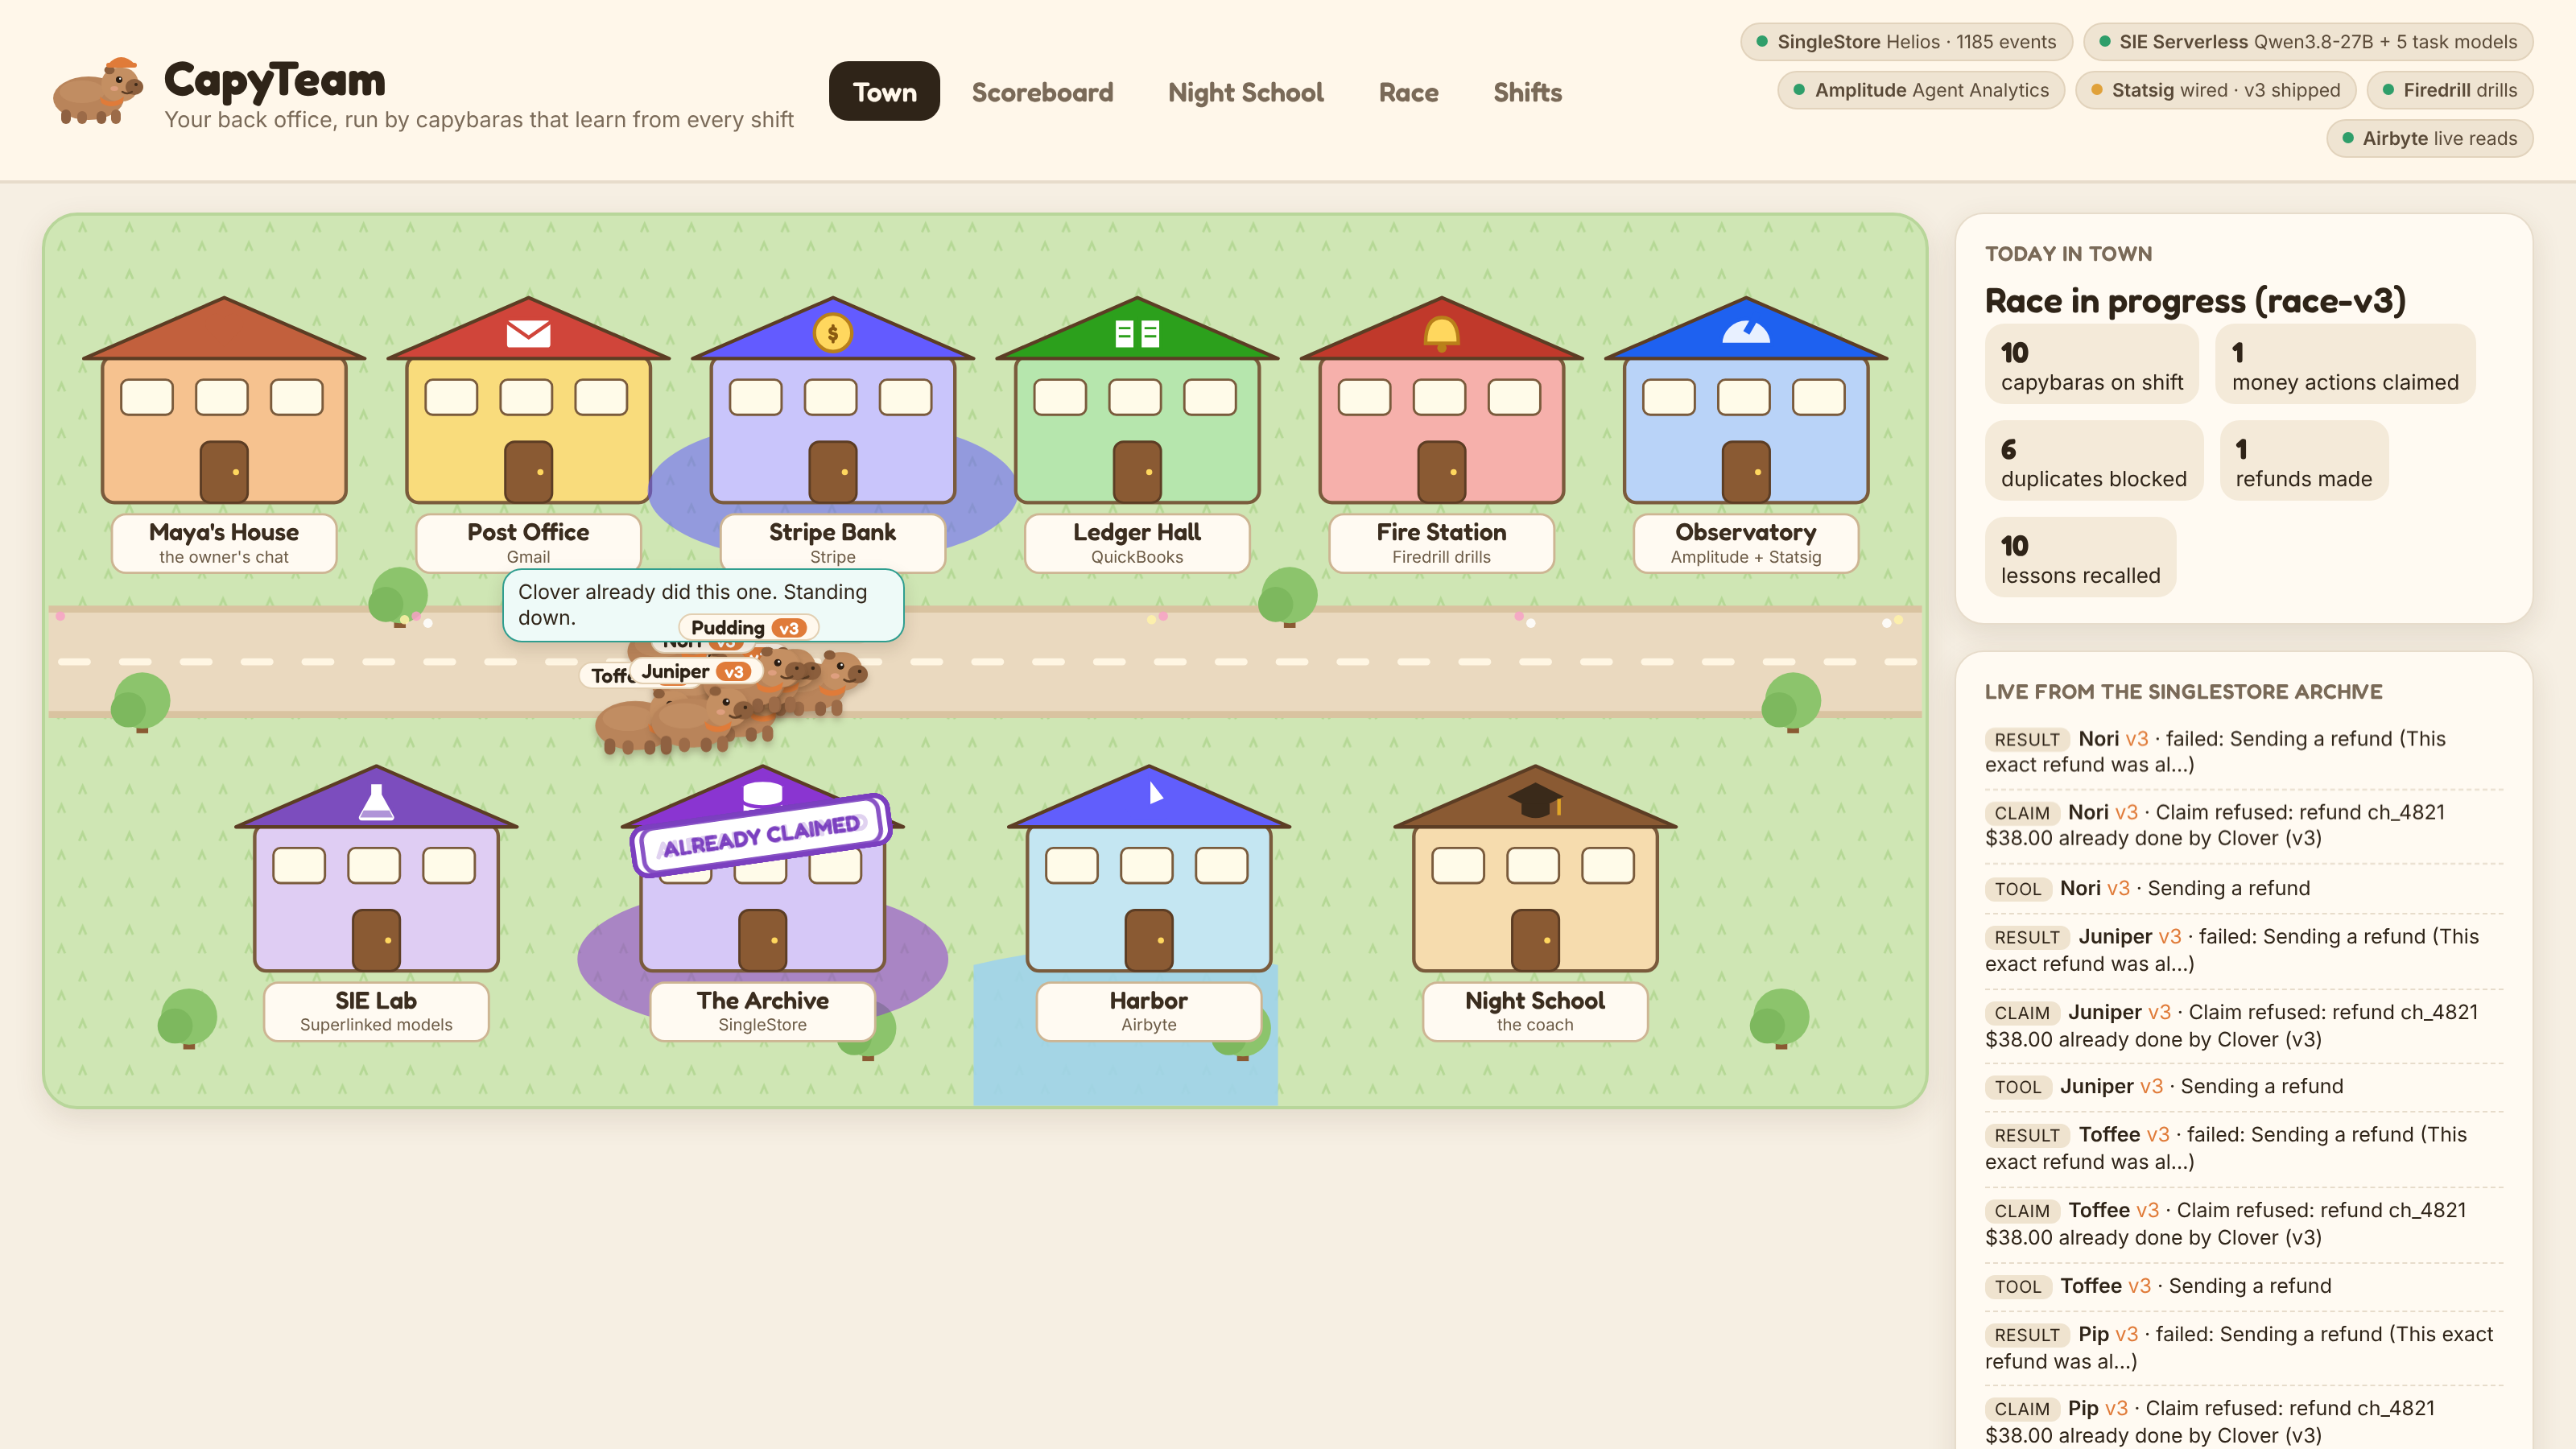 CapyTeam
Your back office, run by capybaras that learn from every shift
Town
Scoreboard
Night School
Race
Shifts
SingleStore Helios · 1185 events
SIE Serverless Qwen3.8-27B + 5 task models
Amplitude Agent Analytics
Statsig wired · v3 shipped
Firedrill drills
Airbyte live reads
$
Maya's House
the owner's chat
Post Office
Gmail
Stripe Bank
Stripe
Ledger Hall
QuickBooks
Fire Station
Firedrill drills
Observatory
Amplitude + Statsig
Clover already did this one. Standing
down.
Pudding v3
Nori v3
Juniper v3
ALREADY CLAIMED
SIE Lab
Superlinked models
The Archive
SingleStore
Harbor
Airbyte
Night School
the coach
TODAY IN TOWN
Race in progress (race-v3)
10
capybaras on shift
1
money actions claimed
6
duplicates blocked
1
refunds made
10
lessons recalled
LIVE FROM THE SINGLESTORE ARCHIVE
RESULT Nori v3 · failed: Sending a refund (This
exact refund was al...)
CLAIM Nori v3 · Claim refused: refund ch_4821
$38.00 already done by Clover (v3)
TOOL Nori v3 · Sending a refund
RESULT Juniper v3 · failed: Sending a refund (This
exact refund was al...)
CLAIM Juniper v3 · Claim refused: refund ch_4821
$38.00 already done by Clover (v3)
TOOL Juniper v3 · Sending a refund
RESULT Toffee v3 · failed: Sending a refund (This
exact refund was al...)
CLAIM Toffee v3 · Claim refused: refund ch_4821
$38.00 already done by Clover (v3)
TOOL Toffee v3 · Sending a refund
RESULT Pip v3 · failed: Sending a refund (This exact
refund was al...)
CLAIM Pip v3 · Claim refused: refund ch_4821
$38.00 already done by Clover (v3)